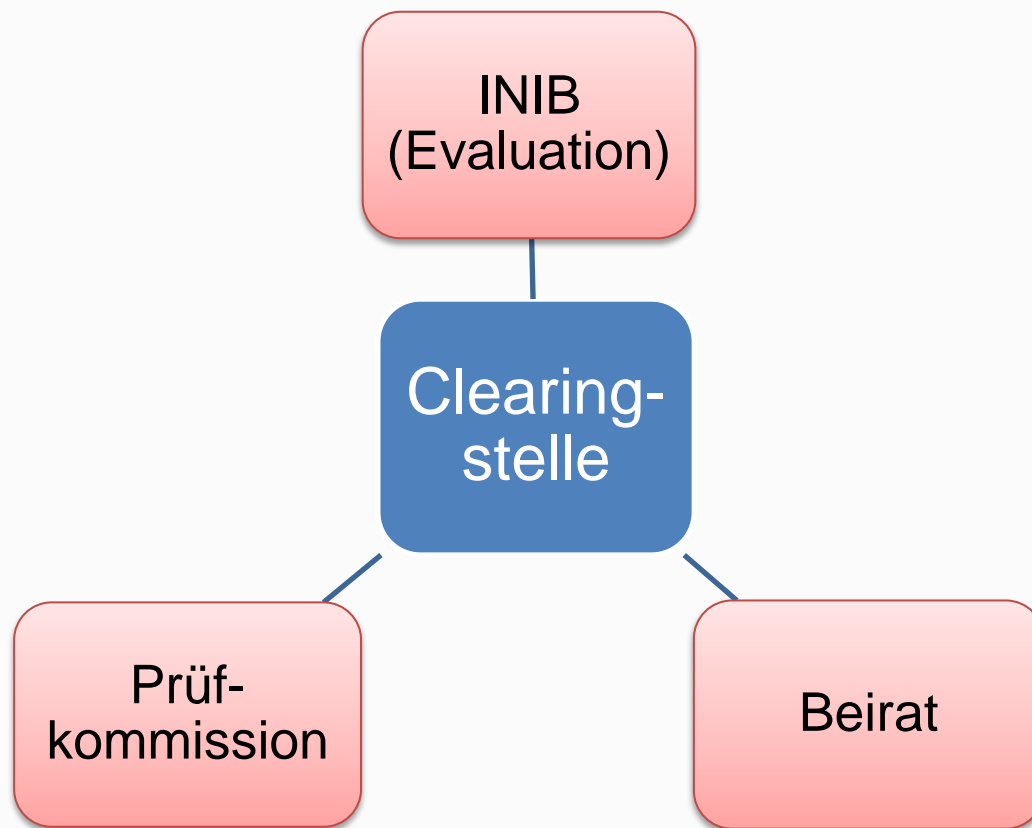 INIB
(Evaluation)
Clearing-
stelle
Prüf-
kommission
Beirat